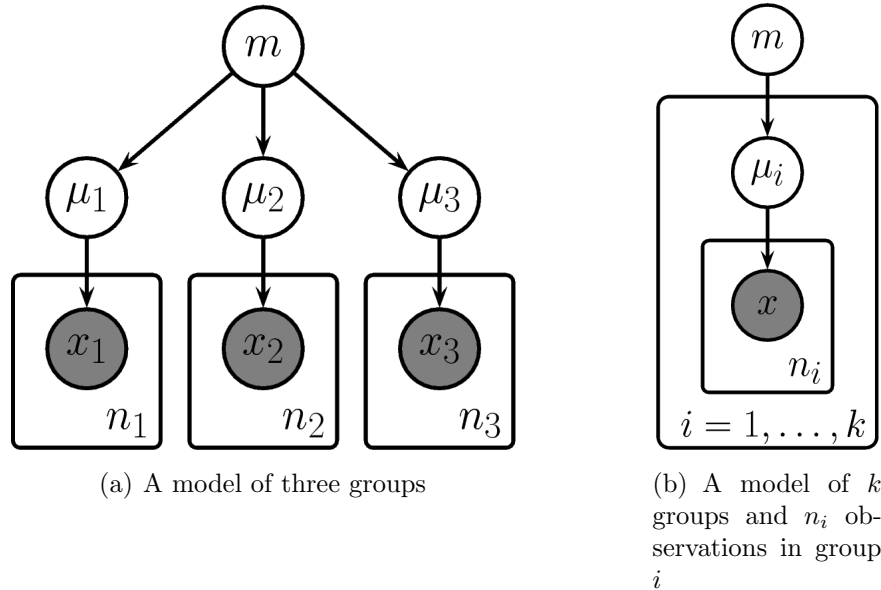 m
μ₁ μ₂ μ₃
x₁ x₂ x₃
n₁ n₂ n₃
(a) A model of three groups
m
μᵢ
x
nᵢ
i = 1, . . . , k
(b) A model of k
groups and nᵢ ob-
servations in group
i